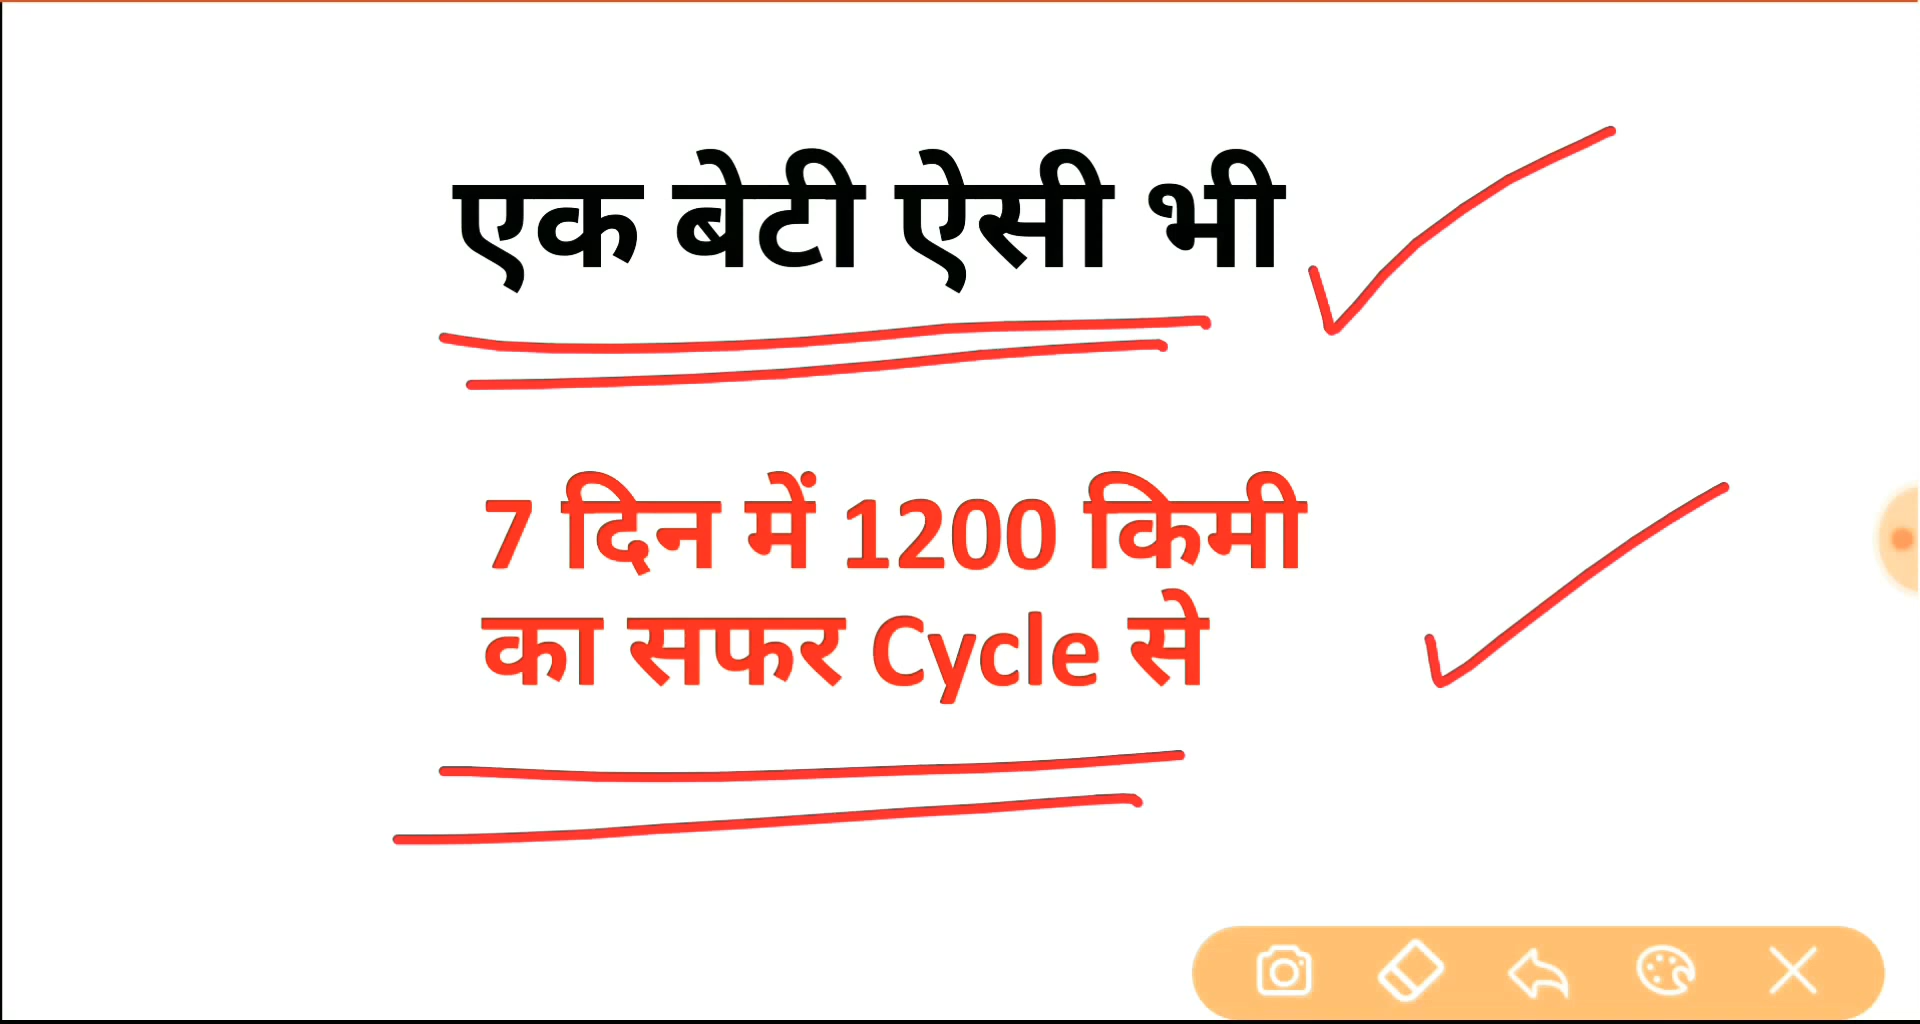 एक बेटी ऐसी भी
7 दिन में 1200 किमी
का सफर Cycle से